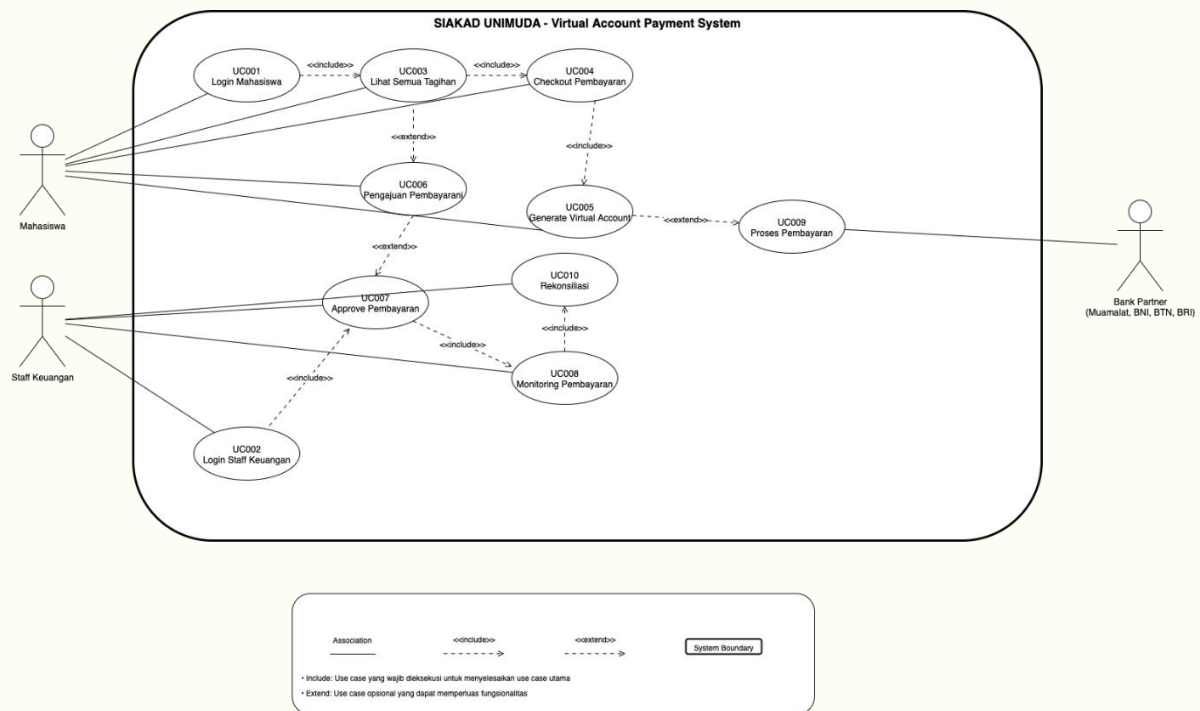 SIAKAD UNIMUDA - Virtual Account Payment System
UC001
Login Mahasiswa
<<include>>
UC003
Lihat Semua Tagihan
<<include>>
UC004
Checkout Pembayaran
<<extend>>
<<include>>
Mahasiswa
UC006
Pengajuan Pembayarani
UC005
Generate Virtual Account
<<extend>>
UC009
Proses Pembayaran
<<extend>>
Bank Partner
(Muamalat, BNI, BTN, BRI)
UC010
Rekonsiliasi
UC007
Approve Pembayaran
<<include>>
<<include>>
Staff Keuangan
UC008
Monitoring Pembayaran
<<include>>
UC002
Login Staff Keuangan
Association
<<include>>
<<extend>>
System Boundary
• Include: Use case yang wajib dieksekusi untuk menyelesaikan use case utama
• Extend: Use case opsional yang dapat memperluas fungsionalitas